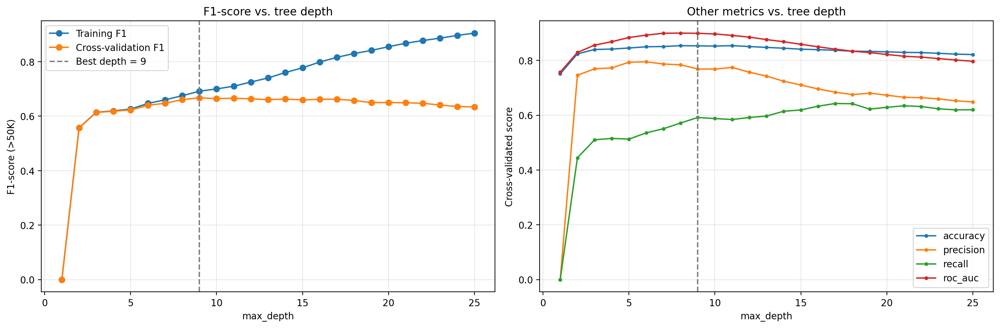 F1-score vs. tree depth
Training F1
Cross-validation F1
Best depth = 9
F1-score (>50K)
0.8
0.6
0.4
0.2
0.0
0 5 10 15 20 25
max_depth
Other metrics vs. tree depth
Cross-validated score
0.8
0.6
0.4
0.2
0.0
accuracy
precision
recall
roc_auc
0 5 10 15 20 25
max_depth